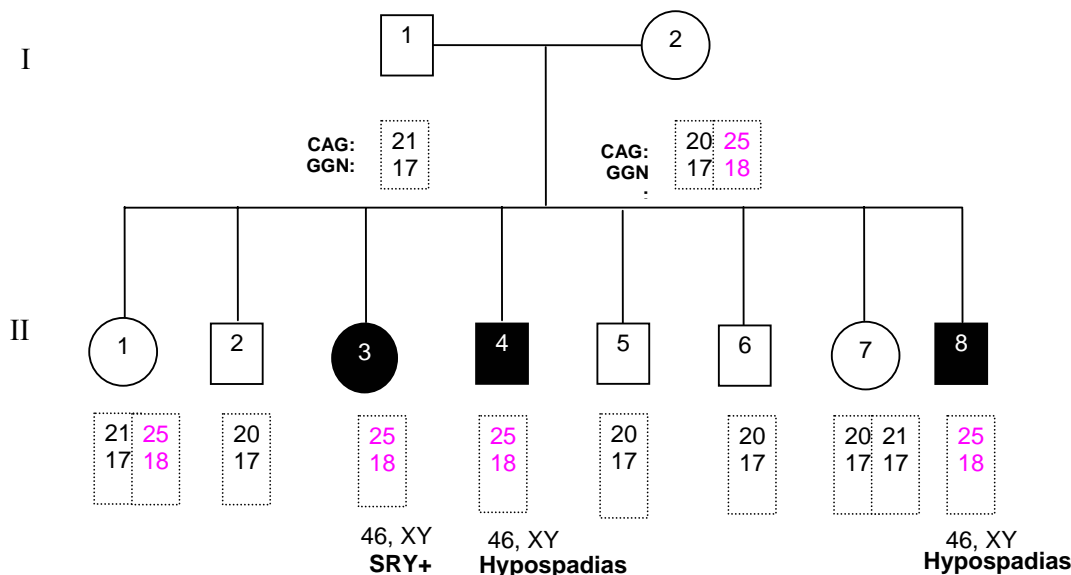 I
1 2
CAG: 21 CAG: 20 25
GGN: 17 GGN 17 18
:
II
1 2 3 4 5 6 7 8
21 25 20 25 25 20 20 20 21 25
17 18 17 18 18 17 17 17 17 18
46, XY 46, XY 46, XY
SRY+ Hypospadias Hypospadias